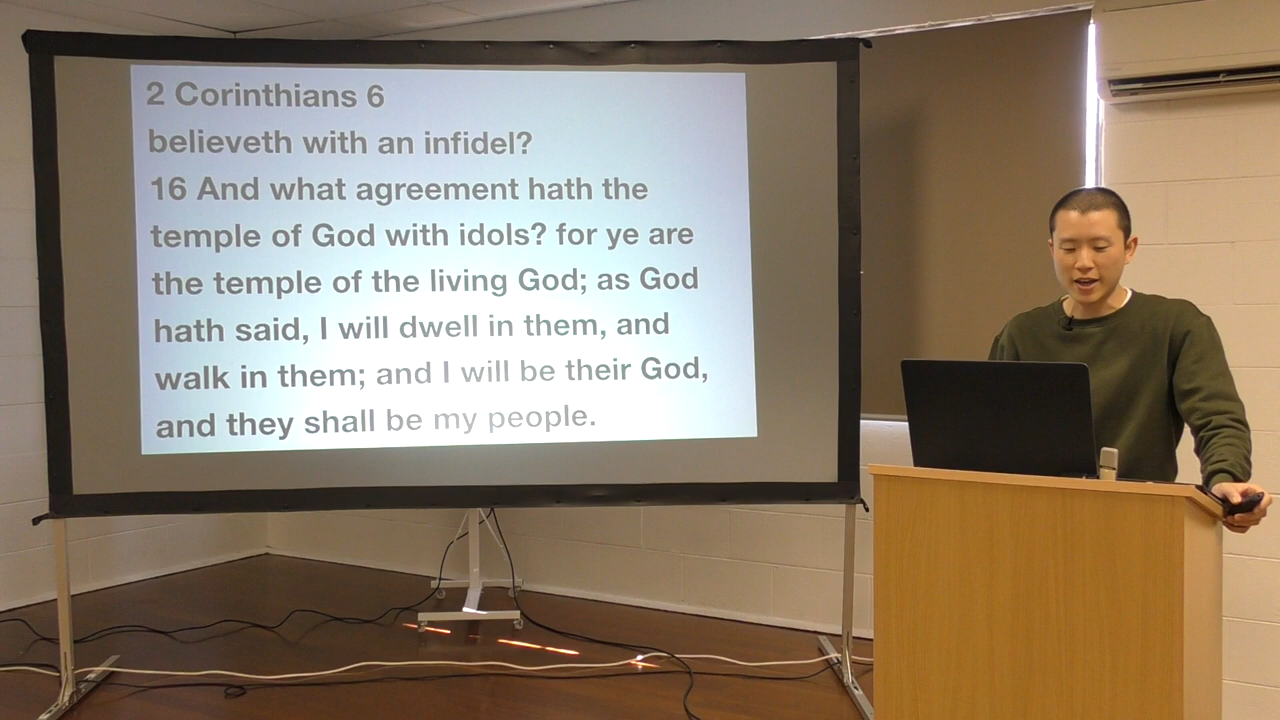 2 Corinthians 6
believeth with an infidel?
16 And what agreement hath the
temple of God with idols? for ye are
the temple of the living God; as God
hath said, I will dwell in them, and
walk in them; and I will be their God,
and they shall be my people.